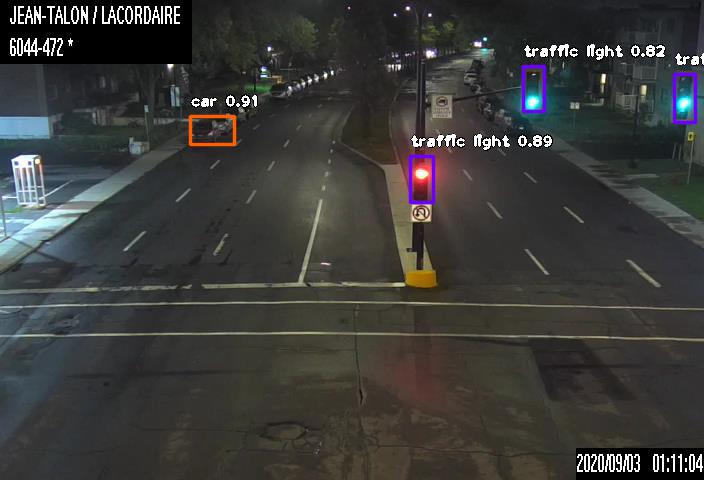 JEAN-TALON / LACORDAIRE
6044-472 *
traffic light 0.82
traf
car 0.91
traffic light 0.89
2020/09/03 01:11:04